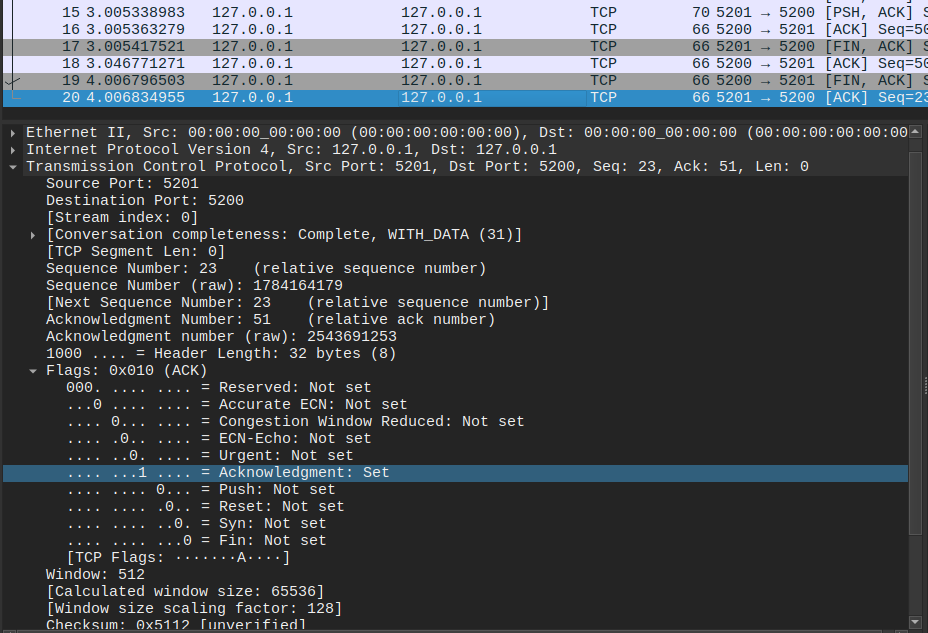 15 3.005338983 127.0.0.1 127.0.0.1 TCP 70 5201 → 5200 [PSH, ACK] S
16 3.005363279 127.0.0.1 127.0.0.1 TCP 66 5200 → 5201 [ACK] Seq=50
17 3.005417521 127.0.0.1 127.0.0.1 TCP 66 5201 → 5200 [FIN, ACK] S
18 3.046771271 127.0.0.1 127.0.0.1 TCP 66 5200 → 5201 [ACK] Seq=50
19 4.006796503 127.0.0.1 127.0.0.1 TCP 66 5200 → 5201 [FIN, ACK] S
20 4.006834955 127.0.0.1 127.0.0.1 TCP 66 5201 → 5200 [ACK] Seq=23
Ethernet II, Src: 00:00:00_00:00:00 (00:00:00:00:00:00), Dst: 00:00:00_00:00:00 (00:00:00:00:00:00
Internet Protocol Version 4, Src: 127.0.0.1, Dst: 127.0.0.1
Transmission Control Protocol, Src Port: 5201, Dst Port: 5200, Seq: 23, Ack: 51, Len: 0
Source Port: 5201
Destination Port: 5200
[Stream index: 0]
[Conversation completeness: Complete, WITH_DATA (31)]
[TCP Segment Len: 0]
Sequence Number: 23 (relative sequence number)
Sequence Number (raw): 1784164179
[Next Sequence Number: 23 (relative sequence number)]
Acknowledgment Number: 51 (relative ack number)
Acknowledgment number (raw): 2543691253
1000 .... = Header Length: 32 bytes (8)
Flags: 0x010 (ACK)
000. .... .... = Reserved: Not set
...0 .... .... = Accurate ECN: Not set
.... 0... .... = Congestion Window Reduced: Not set
.... .0.. .... = ECN-Echo: Not set
.... ..0. .... = Urgent: Not set
.... ...1 .... = Acknowledgment: Set
.... .... 0... = Push: Not set
.... .... .0.. = Reset: Not set
.... .... ..0. = Syn: Not set
.... .... ...0 = Fin: Not set
[TCP Flags: ·······A····]
Window: 512
[Calculated window size: 65536]
[Window size scaling factor: 128]
Checksum: 0x5112 [unverified]